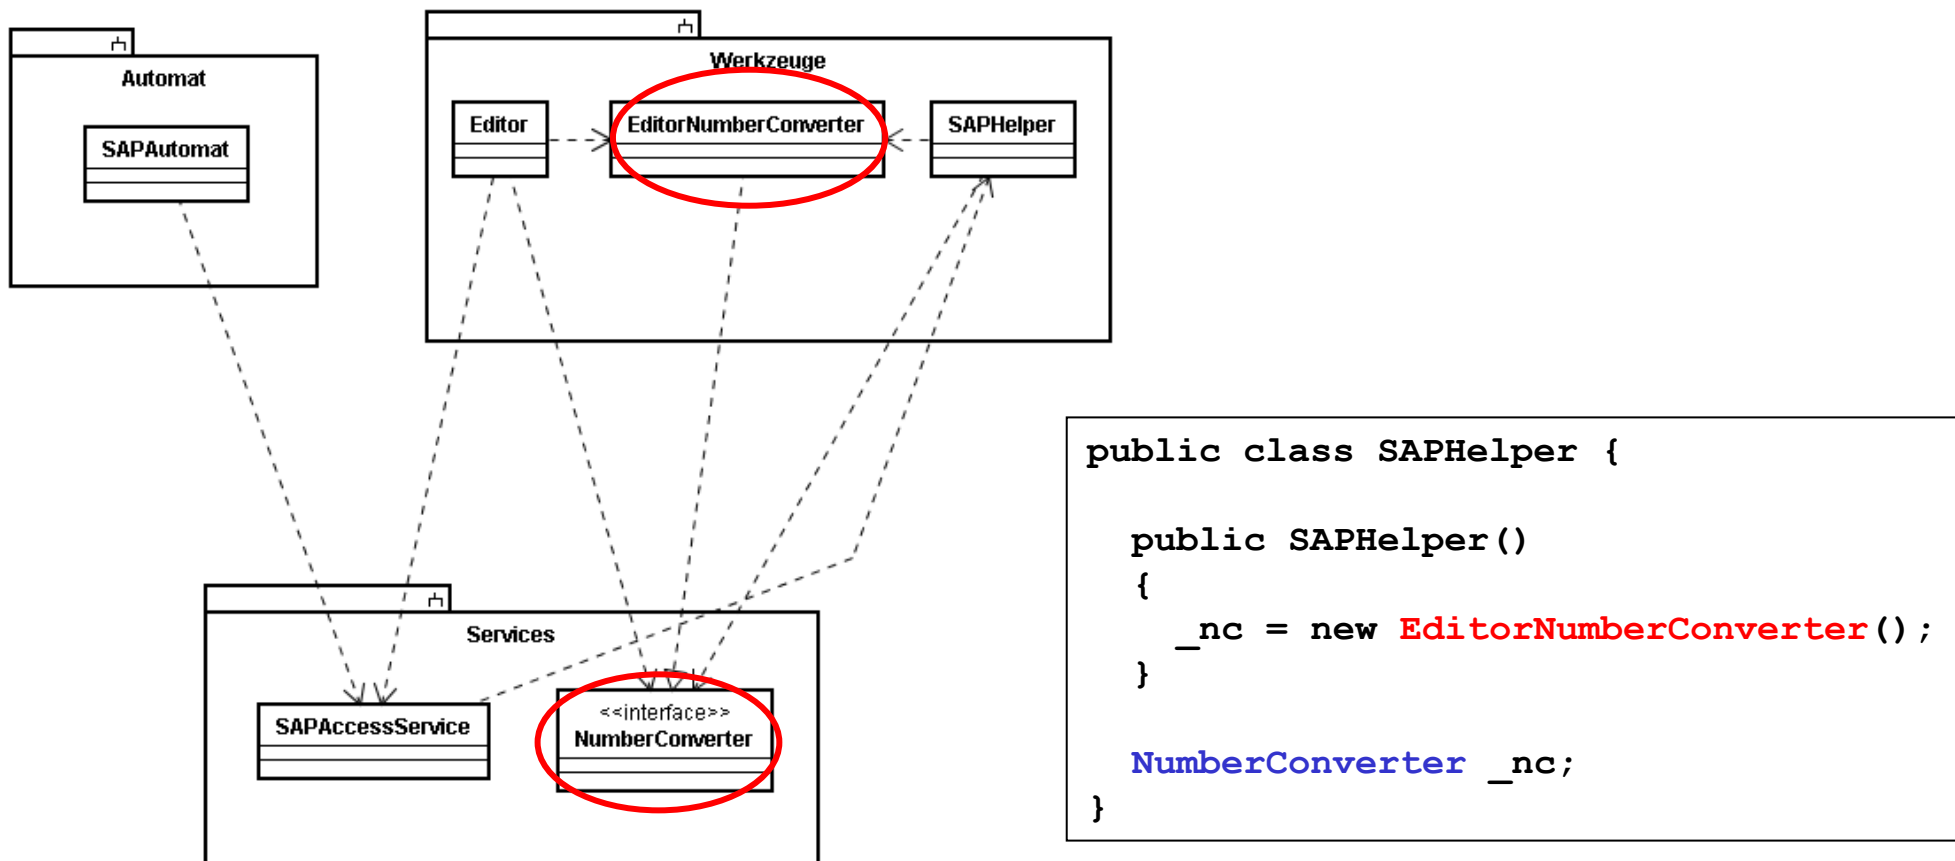 Automat
SAPAutomat
Werkzeuge
Editor
EditorNumberConverter
SAPHelper
Services
SAPAccessService
<<interface>>
NumberConverter
public class SAPHelper {
public SAPHelper()
{
_nc = new EditorNumberConverter();
}
NumberConverter _nc;
}